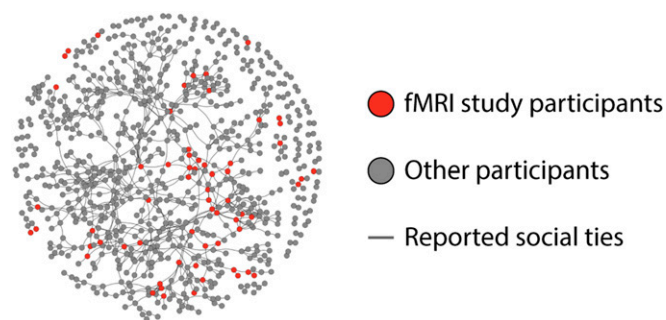 fMRI study participants
Other participants
Reported social ties